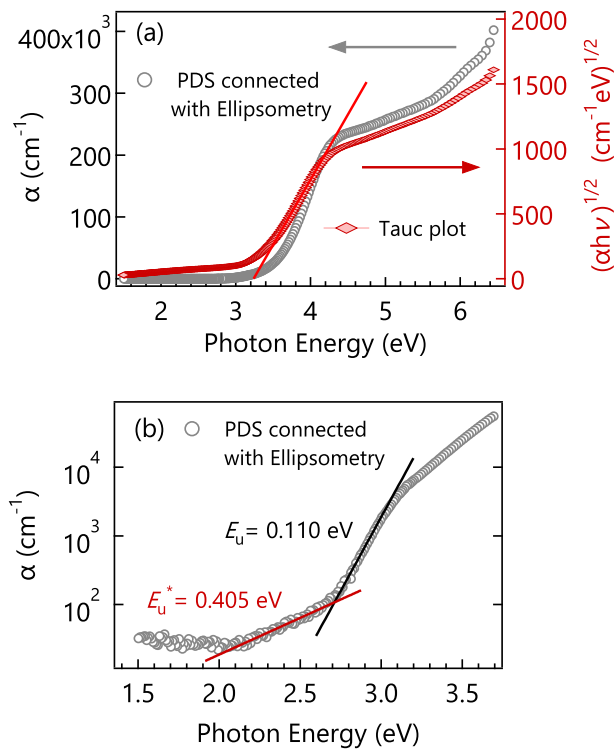 (a)
400x10³
300
200
100
0
α (cm⁻¹)
PDS connected
with Ellipsometry
Tauc plot
2000
1500
1000
500
0
(αhν)^1/2 (cm⁻¹eV)^1/2
2 3 4 5 6
Photon Energy (eV)
(b)
PDS connected
with Ellipsometry
10⁴
10³
10²
α (cm⁻¹)
Eᵤ= 0.110 eV
Eᵤ*= 0.405 eV
1.5 2.0 2.5 3.0 3.5
Photon Energy (eV)